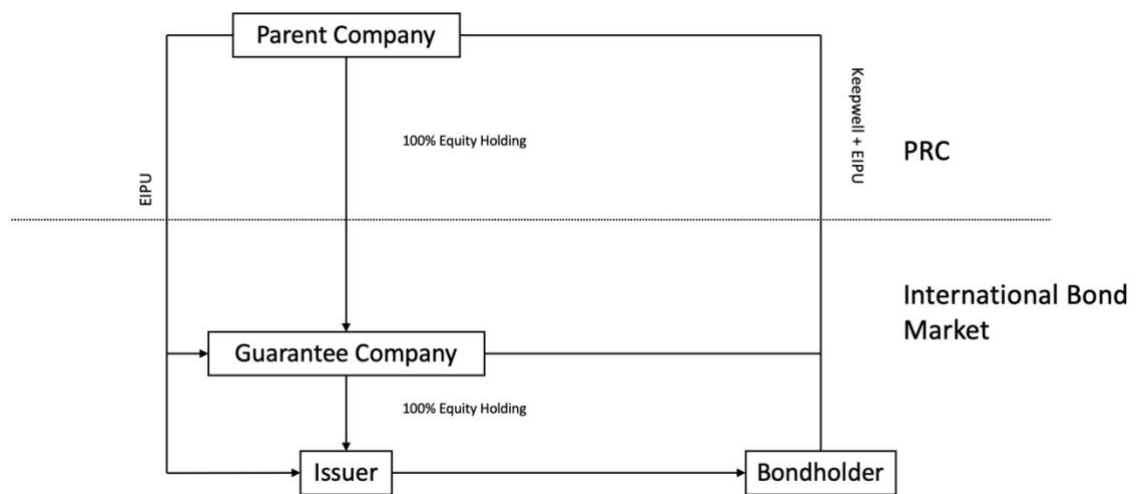 Parent Company
100% Equity Holding
EIPU
Keepwell + EIPU
PRC
International Bond
Market
Guarantee Company
100% Equity Holding
Issuer
Bondholder